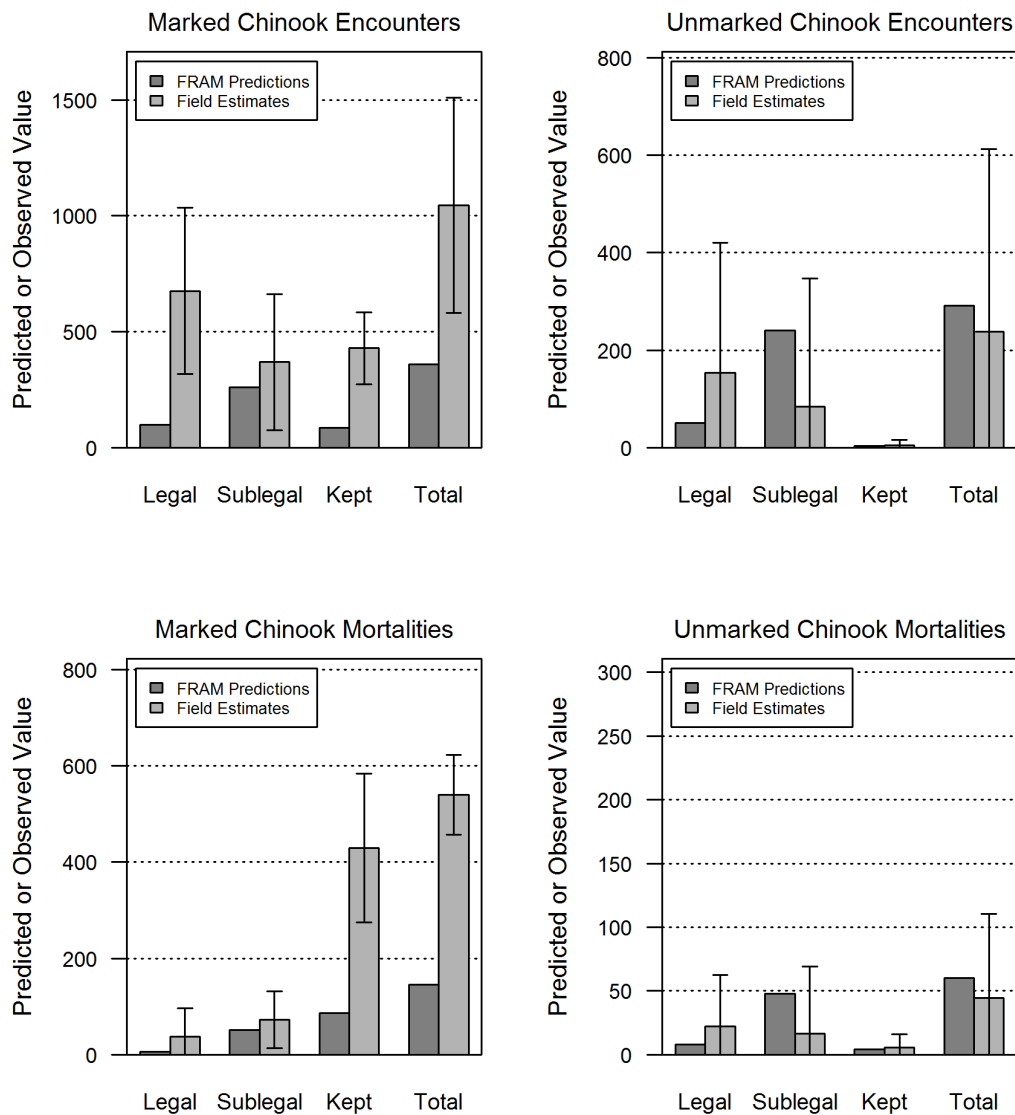 Marked Chinook Encounters
Predicted or Observed Value
1500
1000
500
0
FRAM Predictions
Field Estimates
Legal Sublegal Kept Total
Unmarked Chinook Encounters
Predicted or Observed Value
800
600
400
200
0
FRAM Predictions
Field Estimates
Legal Sublegal Kept Total
Marked Chinook Mortalities
Predicted or Observed Value
800
600
400
200
0
FRAM Predictions
Field Estimates
Legal Sublegal Kept Total
Unmarked Chinook Mortalities
Predicted or Observed Value
300
250
200
150
100
50
0
FRAM Predictions
Field Estimates
Legal Sublegal Kept Total